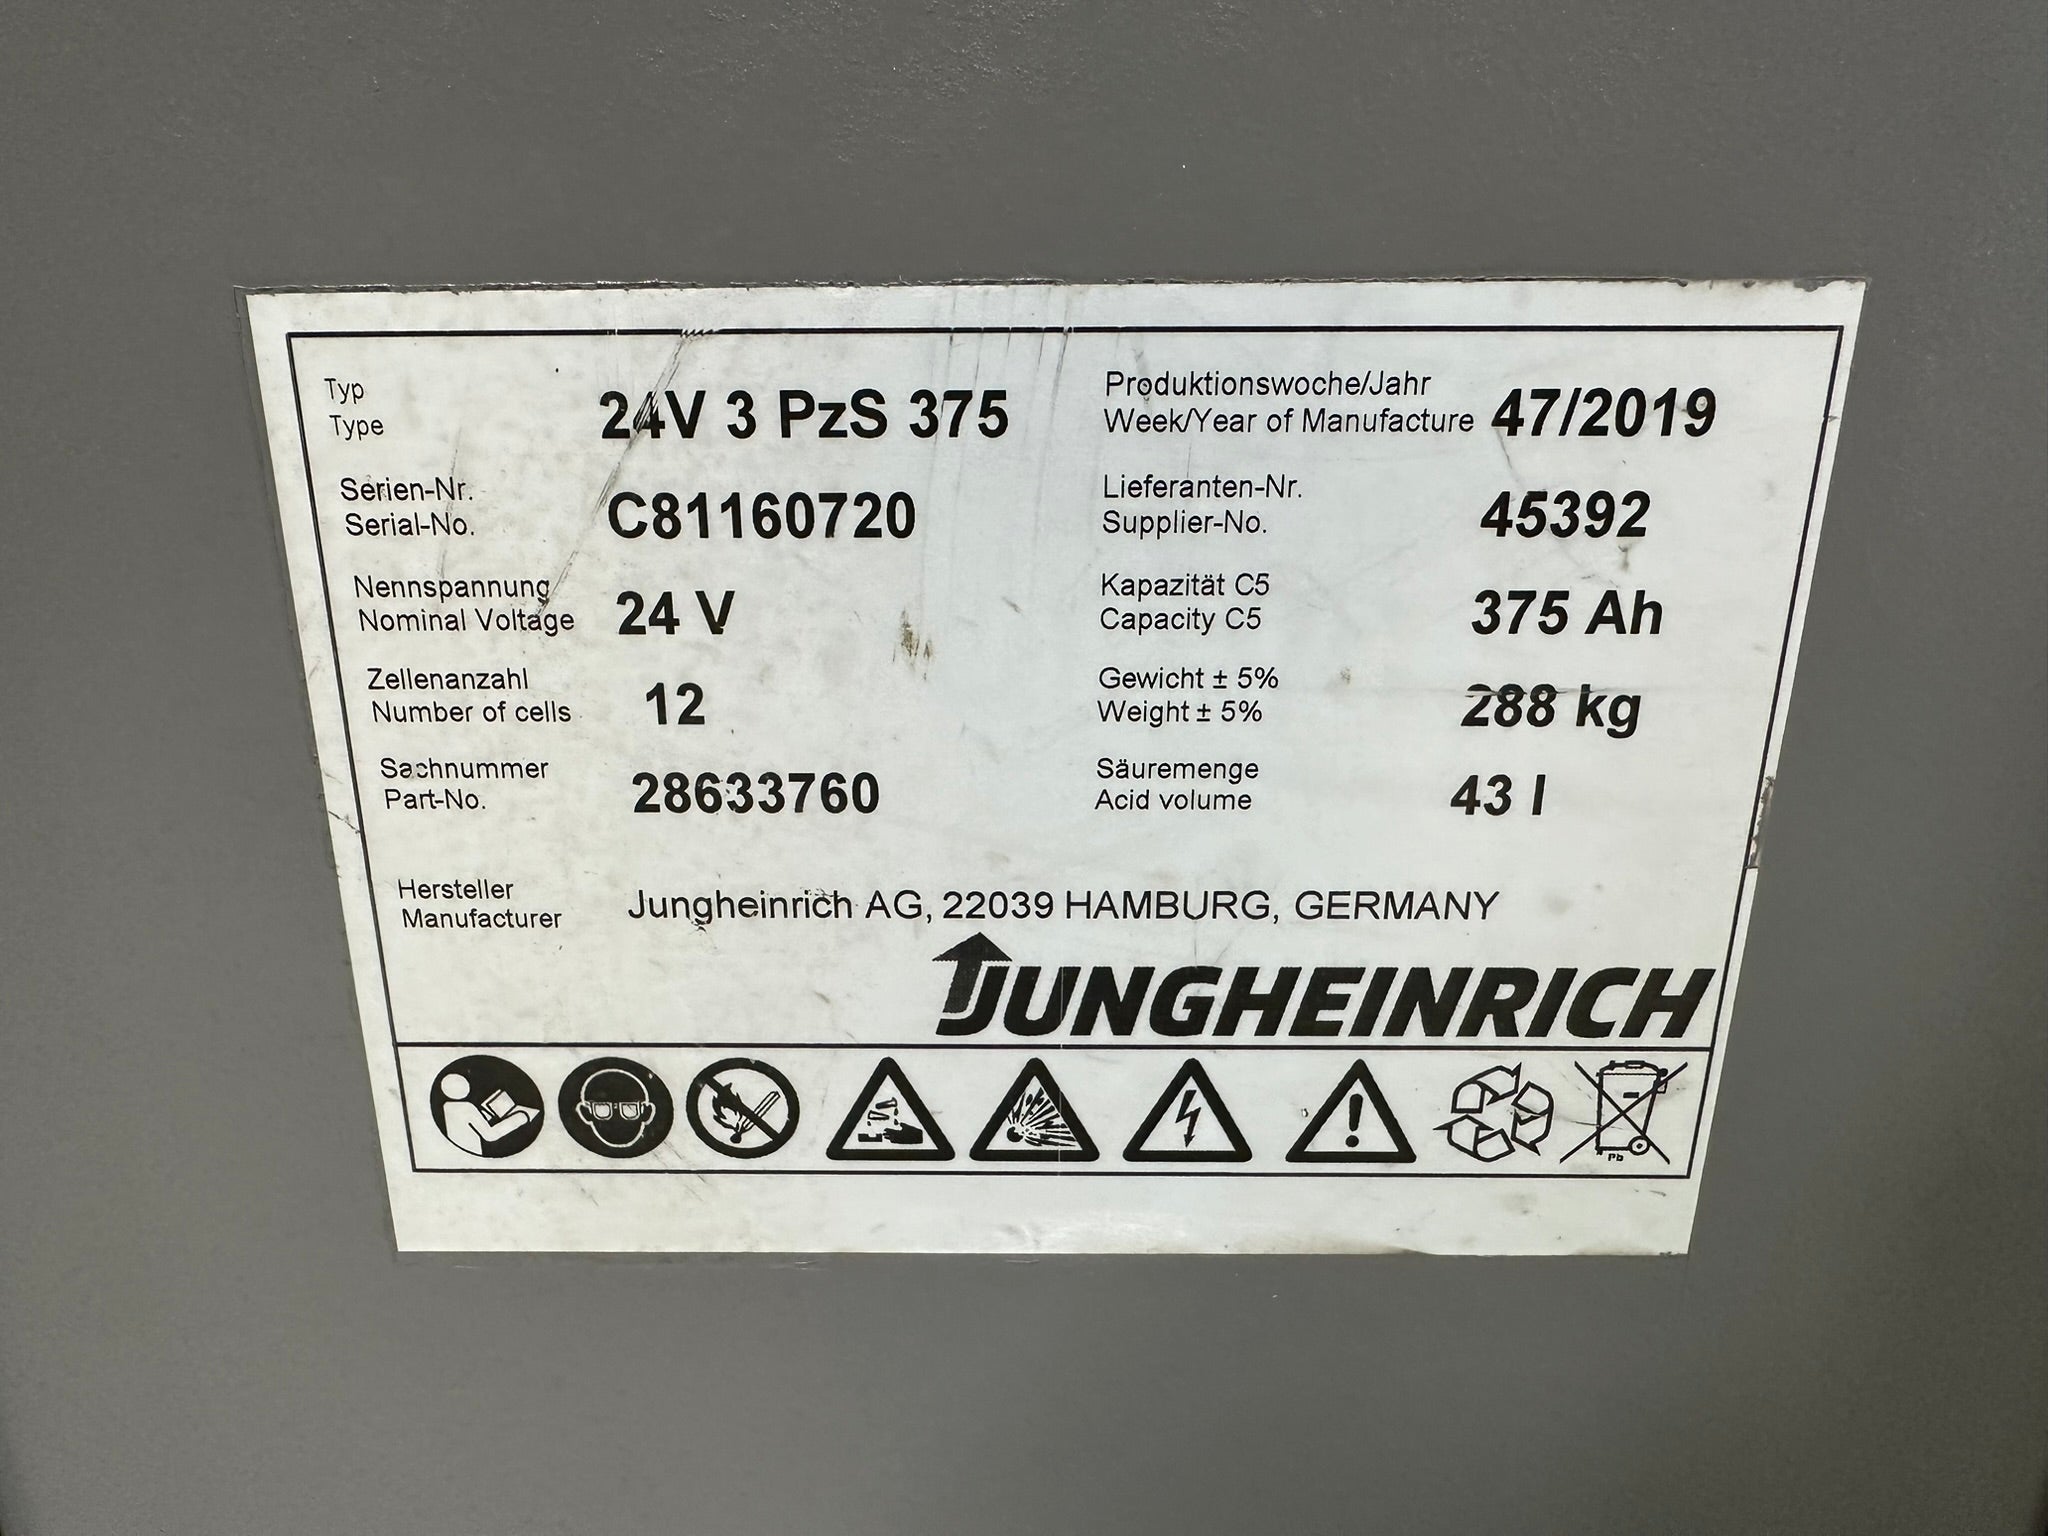 Typ
Type 24V 3 PzS 375
Serien-Nr.
Serial-No. C81160720
Nennspannung
Nominal Voltage 24 V
Zellenanzahl
Number of cells 12
Sachnummer
Part-No. 28633760
Produktionswoche/Jahr
Week/Year of Manufacture 47/2019
Lieferanten-Nr.
Supplier-No. 45392
Kapazität C5
Capacity C5 375 Ah
Gewicht ± 5%
Weight ± 5% 288 kg
Säuremenge
Acid volume 43 l
Hersteller
Manufacturer Jungheinrich AG, 22039 HAMBURG, GERMANY
JUNGHEINRICH
Pb